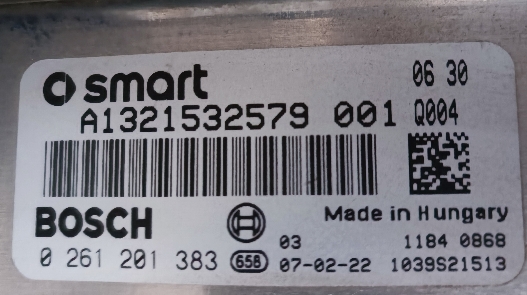 smart 06 30
A1321532579 001 Q004
BOSCH Made in Hungary
03 1184 0868
0 261 201 383 658 07-02-22 1039S21513